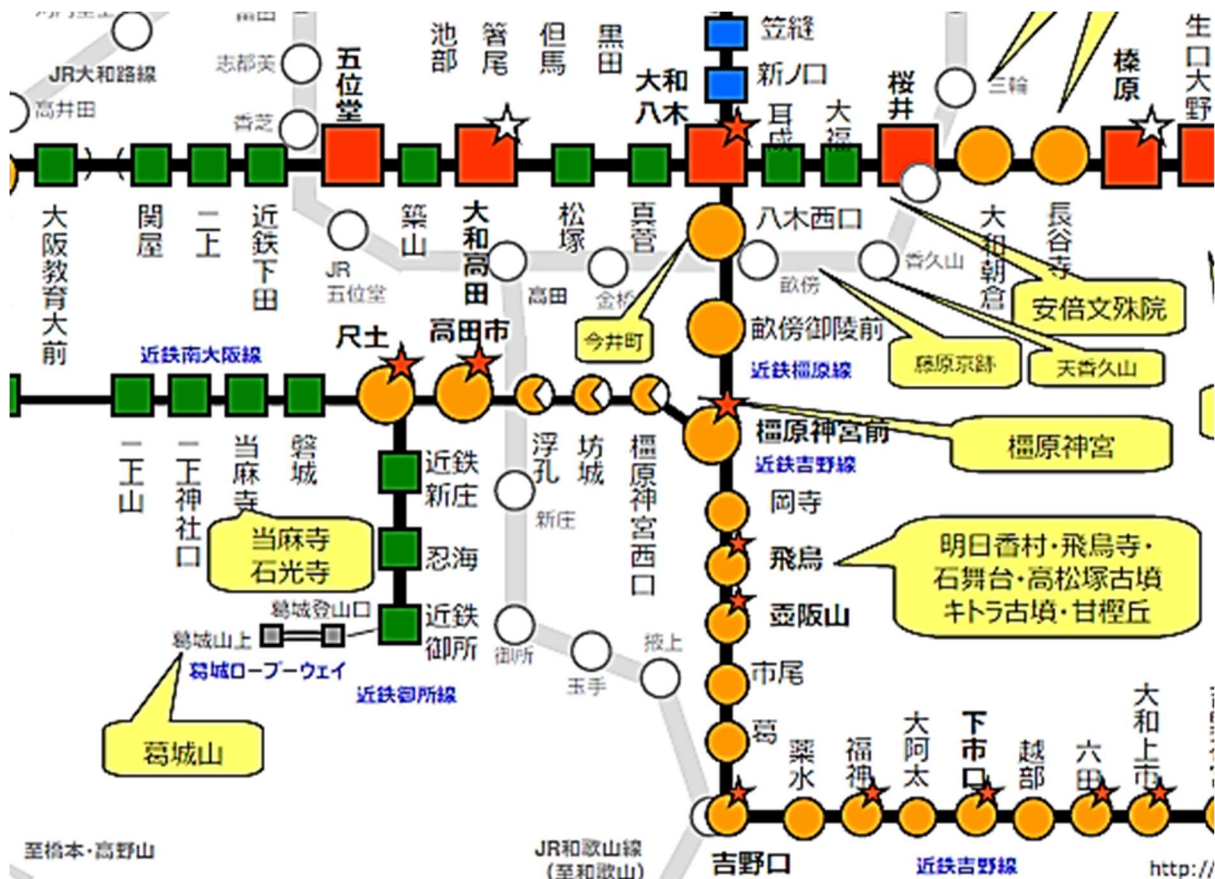 JR大和路線
高井田
志都美
香芝
五位堂
池部
箸尾
但馬
黒田
大和
八木
笠縫
新ノ口
耳成
大福
桜井
三輪
榛原
大阪教育大前
関屋
二上
近鉄下田
JR
五位堂
築山
大和高田
松塚
真菅
八木西口
大和朝倉
長谷寺
高田
金橋
畝傍
香久山
安倍文殊院
今井町
畝傍御陵前
藤原京跡
天香久山
近鉄南大阪線
尺土
高田市
近鉄橿原線
二上山
二上神社口
当麻寺
磐城
浮孔
坊城
橿原神宮西口
橿原神宮前
近鉄吉野線
橿原神宮
近鉄
新庄
新庄
岡寺
当麻寺
石光寺
忍海
飛鳥
明日香村・飛鳥寺・
石舞台・高松塚古墳
キトラ古墳・甘樫丘
葛城登山口
葛城山上
葛城ロープーウェイ
近鉄
御所
御所
壺阪山
近鉄御所線
玉手
掖上
市尾
葛城山
葛
薬水
福神
大阿太
下市口
越部
六田
大和上市
至橋本・高野山
JR和歌山線
(至和歌山)
吉野口
近鉄吉野線
http:/